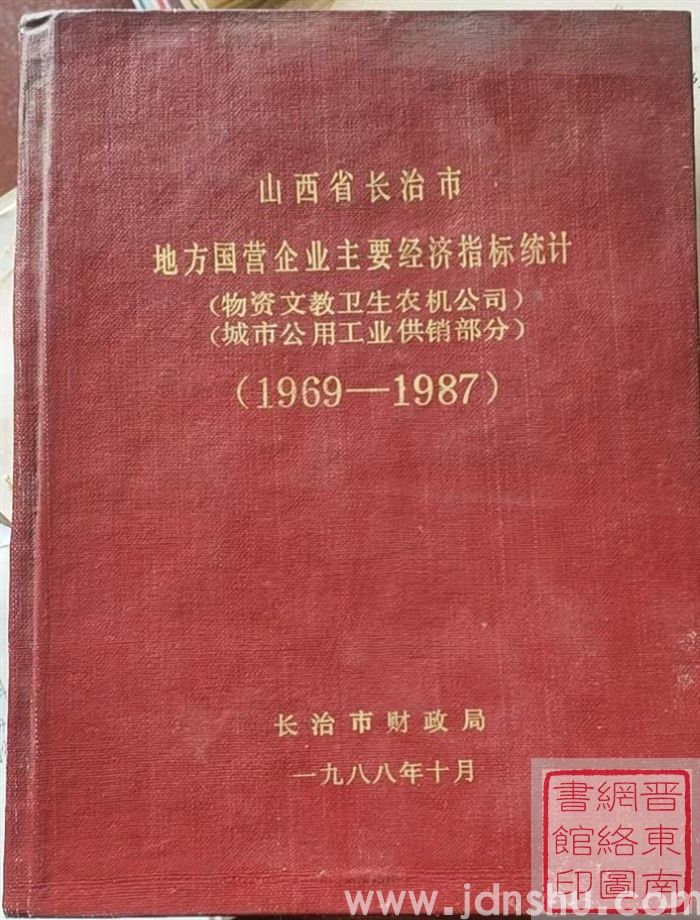 山西省长治市
地方国营企业主要经济指标统计
(物资文教卫生农机公司)
(城市公用工业供销部分)
(1969—1987)
长治市财政局
一九八八年十月
晋东南
網絡圖
書館印
www.jdnshu.com